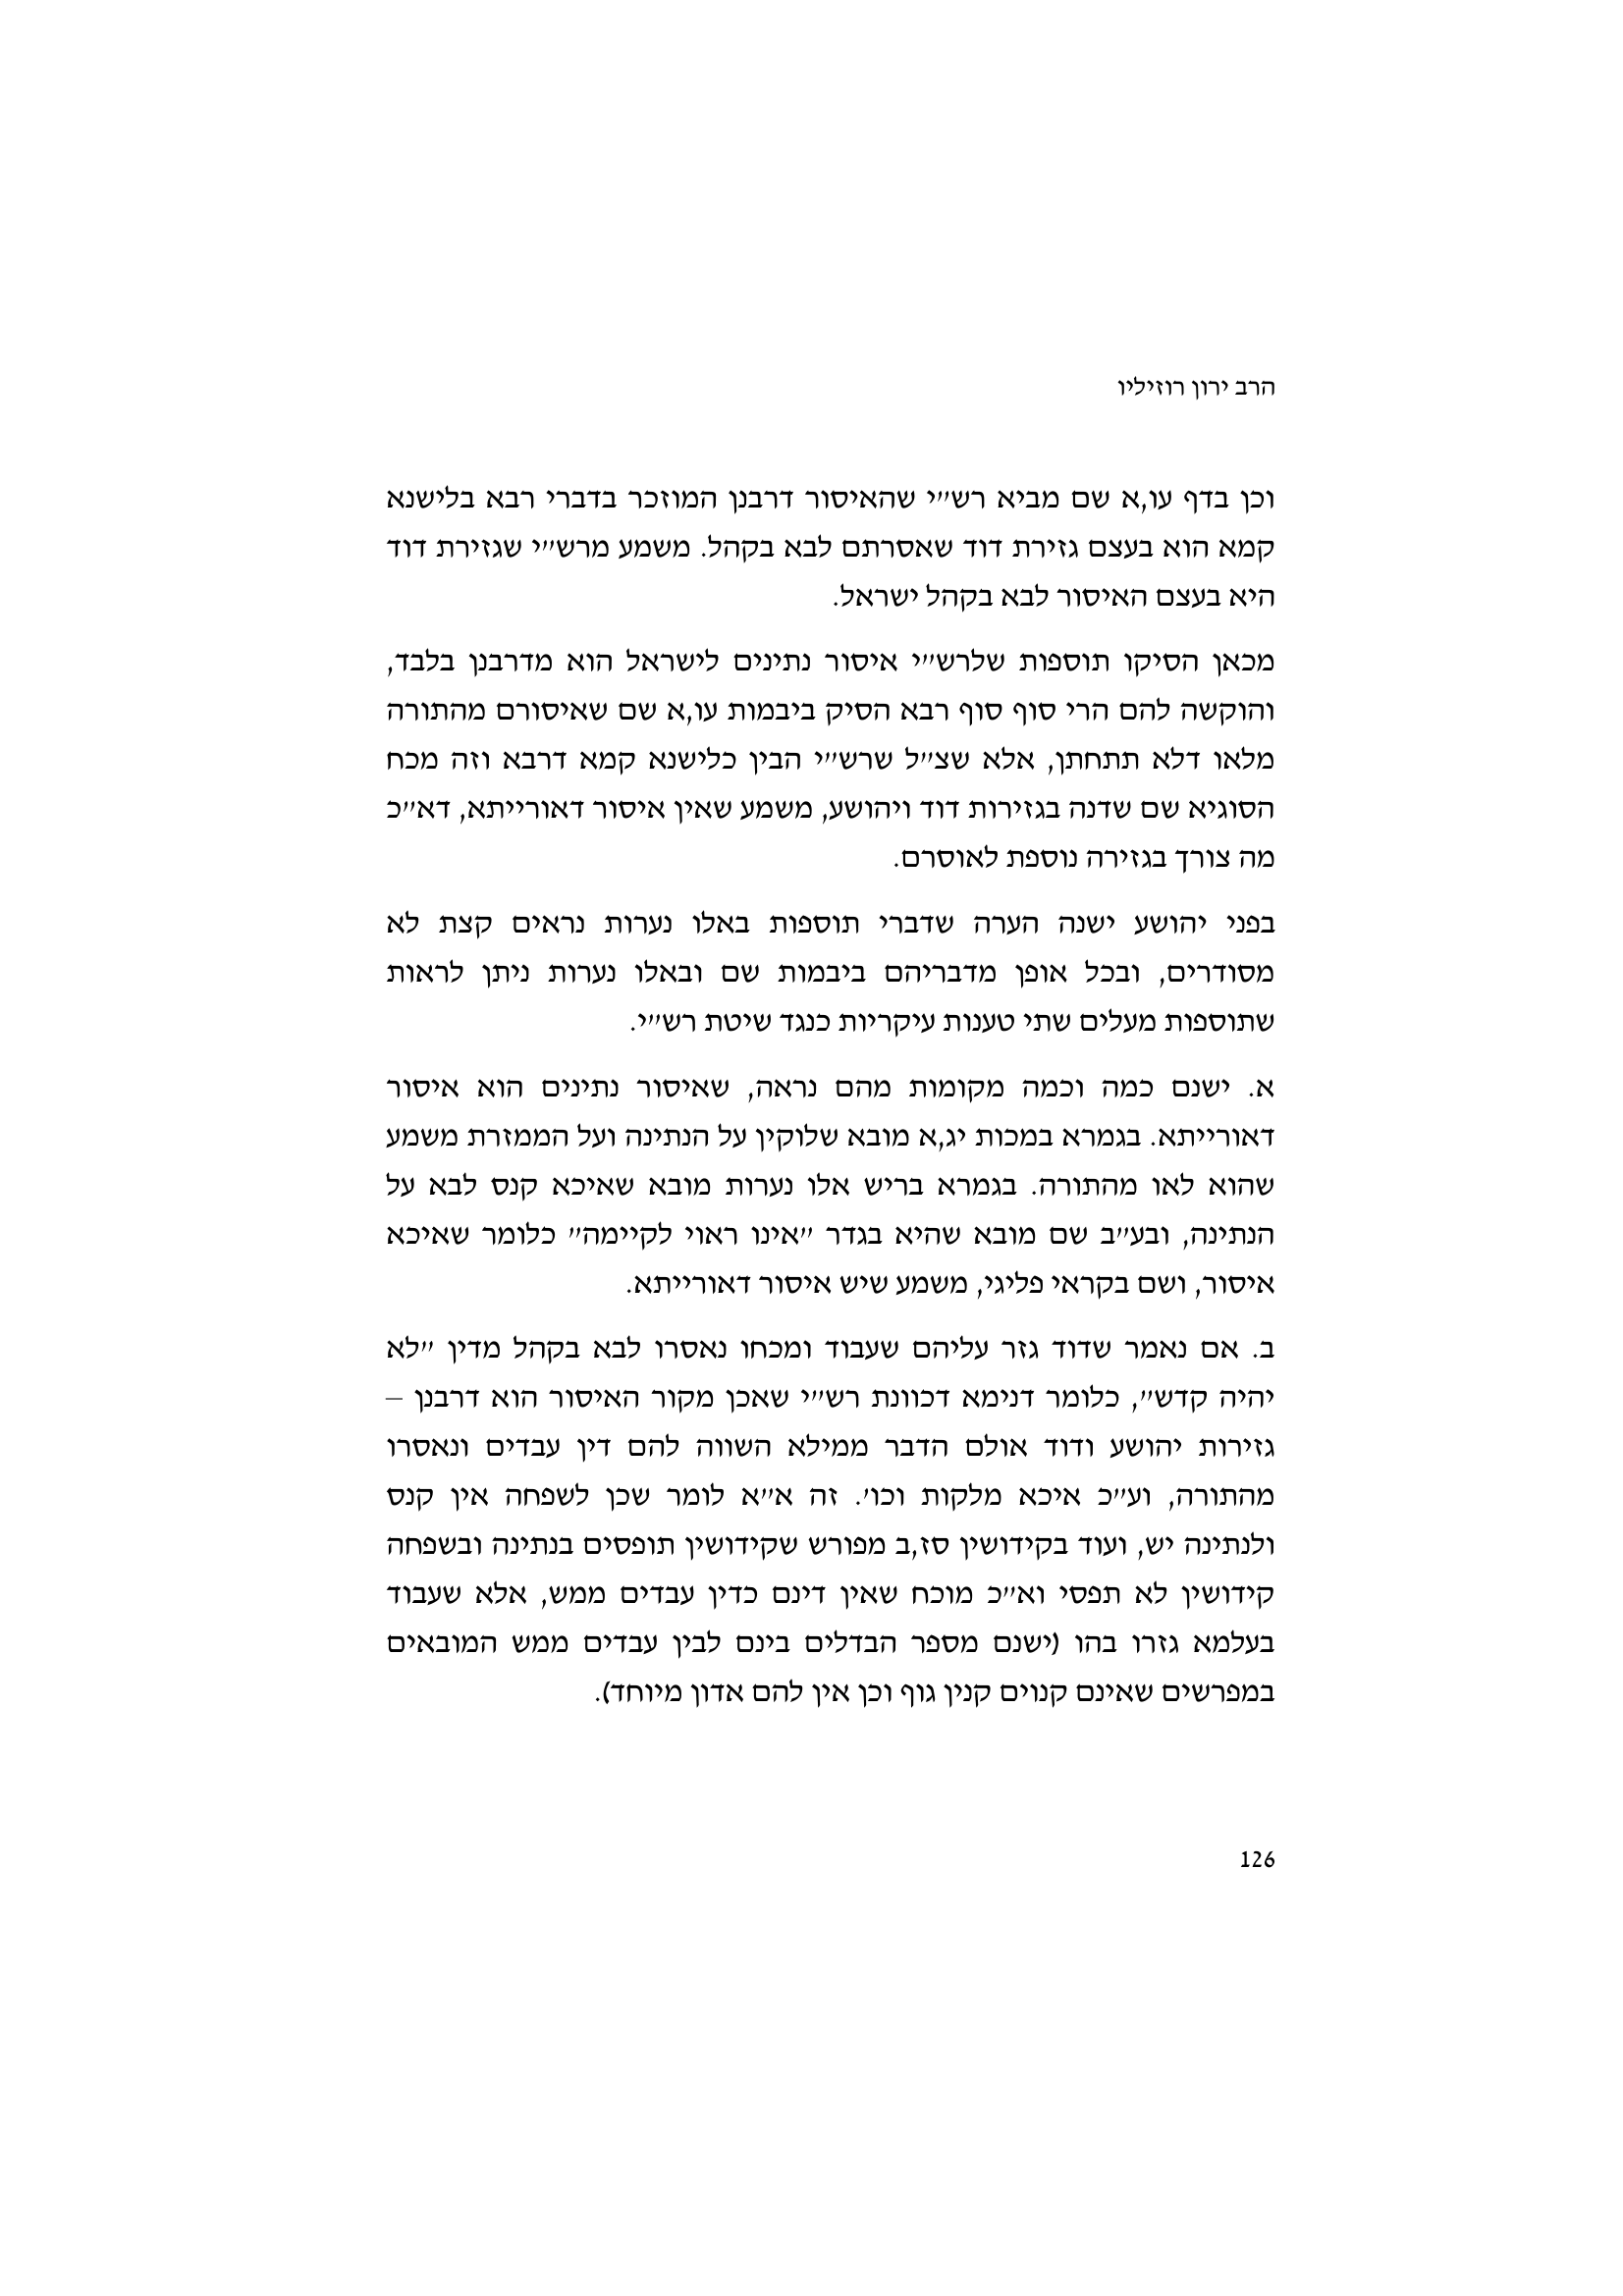 הרב ירון רוזיליו
וכן בדף עו,א שם מביא רש״י שהאיסור דרבנן המוזכר בדברי רבא בלישנא
קמא הוא בעצם גזירת דוד שאסרתם לבא בקהל. משמע מרש״י שגזירת דוד
היא בעצם האיסור לבא בקהל ישראל.
מכאן הסיקו תוספות שלרש״י איסור נתינים לישראל הוא מדרבנן בלבד,
והוקשה להם הרי סוף סוף רבא הסיק ביבמות עו,א שם שאיסורם מהתורה
מלאו דלא תתחתן, אלא שצ״ל שרש״י הבין כלישנא קמא דרבא וזה מכח
הסוגיא שם שדנה בגזירות דוד ויהושע, משמע שאין איסור דאורייתא, דא״כ
מה צורך בגזירה נוספת לאוסרם.
בפני יהושע ישנה הערה שדברי תוספות באלו נערות נראים קצת לא
מסודרים, ובכל אופן מדבריהם ביבמות שם ובאלו נערות ניתן לראות
שתוספות מעלים שתי טענות עיקריות כנגד שיטת רש״י.
א. ישנם כמה וכמה מקומות מהם נראה, שאיסור נתינים הוא איסור
דאורייתא. בגמרא במכות יג,א מובא שלוקין על הנתינה ועל הממזרת משמע
שהוא לאו מהתורה. בגמרא בריש אלו נערות מובא שאיכא קנס לבא על
הנתינה, ובע״ב שם מובא שהיא בגדר ״אינו ראוי לקיימה״ כלומר שאיכא
איסור, ושם בקראי פליגי, משמע שיש איסור דאורייתא.
ב. אם נאמר שדוד גזר עליהם שעבוד ומכחו נאסרו לבא בקהל מדין ״לא
יהיה קדש״, כלומר דנימא דכוונת רש״י שאכן מקור האיסור הוא דרבנן –
גזירות יהושע ודוד אולם הדבר ממילא השווה להם דין עבדים ונאסרו
מהתורה, וע״כ איכא מלקות וכו׳. זה א״א לומר שכן לשפחה אין קנס
ולנתינה יש, ועוד בקידושין סז,ב מפורש שקידושין תופסים בנתינה ובשפחה
קידושין לא תפסי וא״כ מוכח שאין דינם כדין עבדים ממש, אלא שעבוד
בעלמא גזרו בהו (ישנם מספר הבדלים בינם לבין עבדים ממש המובאים
במפרשים שאינם קנוים קנין גוף וכן אין להם אדון מיוחד).
126